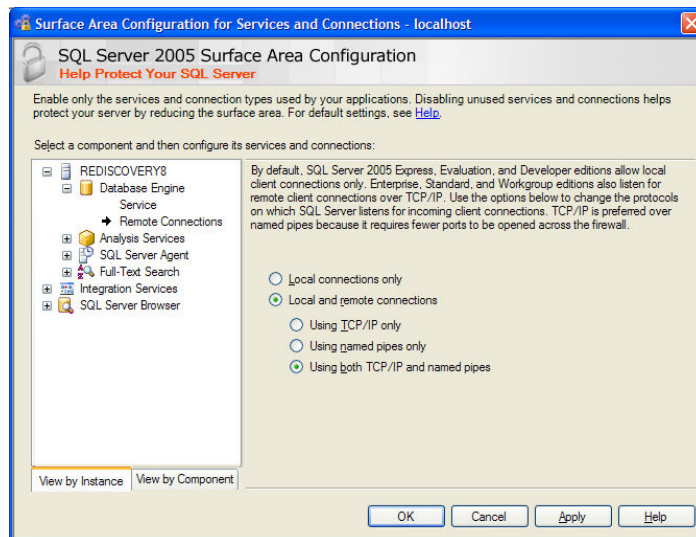 Surface Area Configuration for Services and Connections - localhost
SQL Server 2005 Surface Area Configuration
Help Protect Your SQL Server
Enable only the services and connection types used by your applications. Disabling unused services and connections helps
protect your server by reducing the surface area. For default settings, see Help.
Select a component and then configure its services and connections:
REDISCOVERY8
Database Engine
Service
Remote Connections
Analysis Services
SQL Server Agent
Full-Text Search
Integration Services
SQL Server Browser
View by Instance
View by Component
By default, SQL Server 2005 Express, Evaluation, and Developer editions allow local
client connections only. Enterprise, Standard, and Workgroup editions also listen for
remote client connections over TCP/IP. Use the options below to change the protocols
on which SQL Server listens for incoming client connections. TCP/IP is preferred over
named pipes because it requires fewer ports to be opened across the firewall.
Local connections only
Local and remote connections
Using TCP/IP only
Using named pipes only
Using both TCP/IP and named pipes
OK
Cancel
Apply
Help